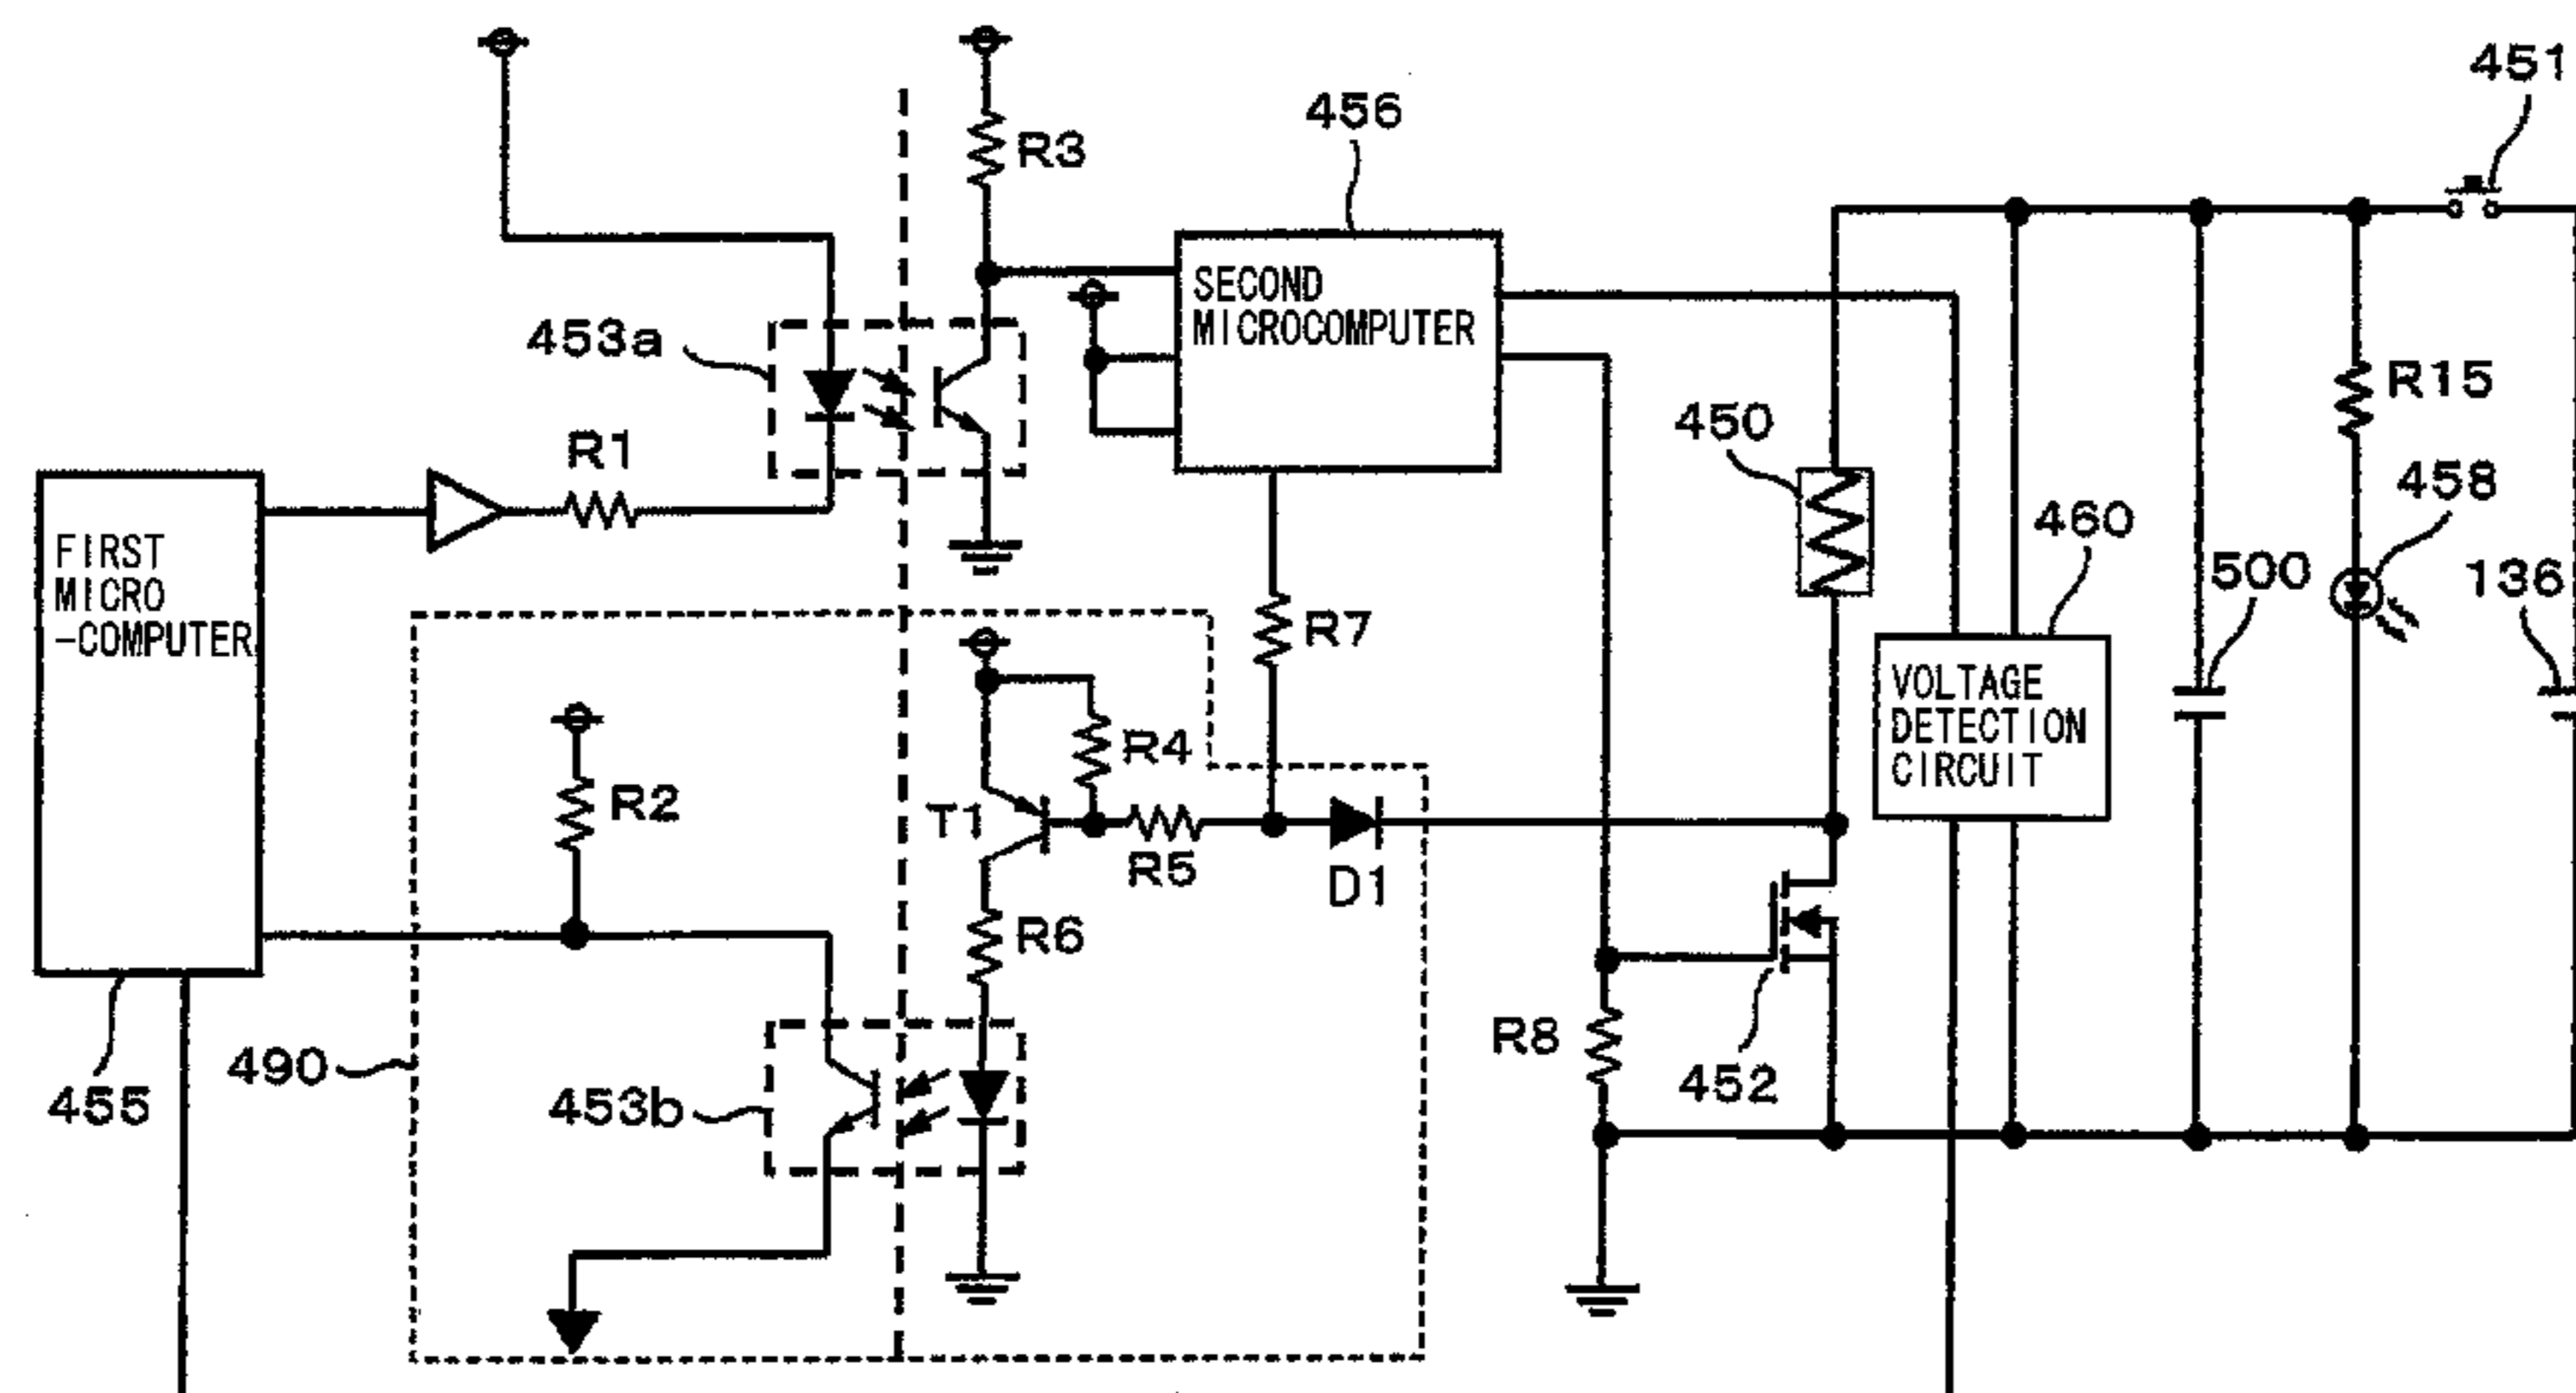 451
456
R3
SECOND
MICROCOMPUTER
453a
R15
450
R1
458
460
FIRST
MICRO
-COMPUTER
500
136
R7
VOLTAGE
DETECTION
CIRCUIT
R4
R2
T1
R5
D1
R6
R8
490
452
455
453b